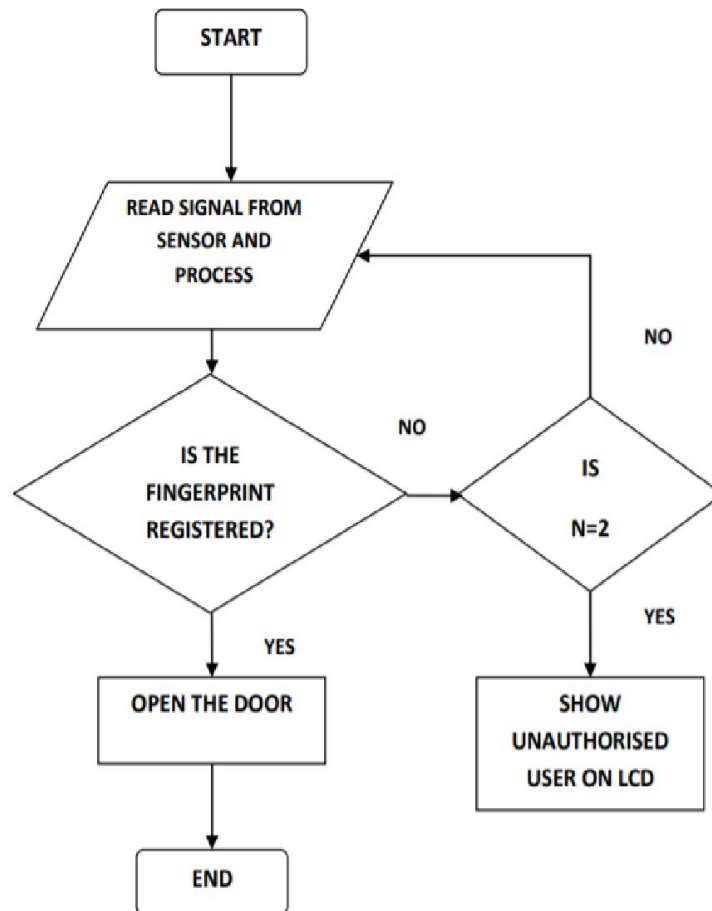 START
READ SIGNAL FROM
SENSOR AND
PROCESS
NO
IS THE
FINGERPRINT
REGISTERED?
NO
IS
N=2
YES
YES
OPEN THE DOOR
SHOW
UNAUTHORISED
USER ON LCD
END